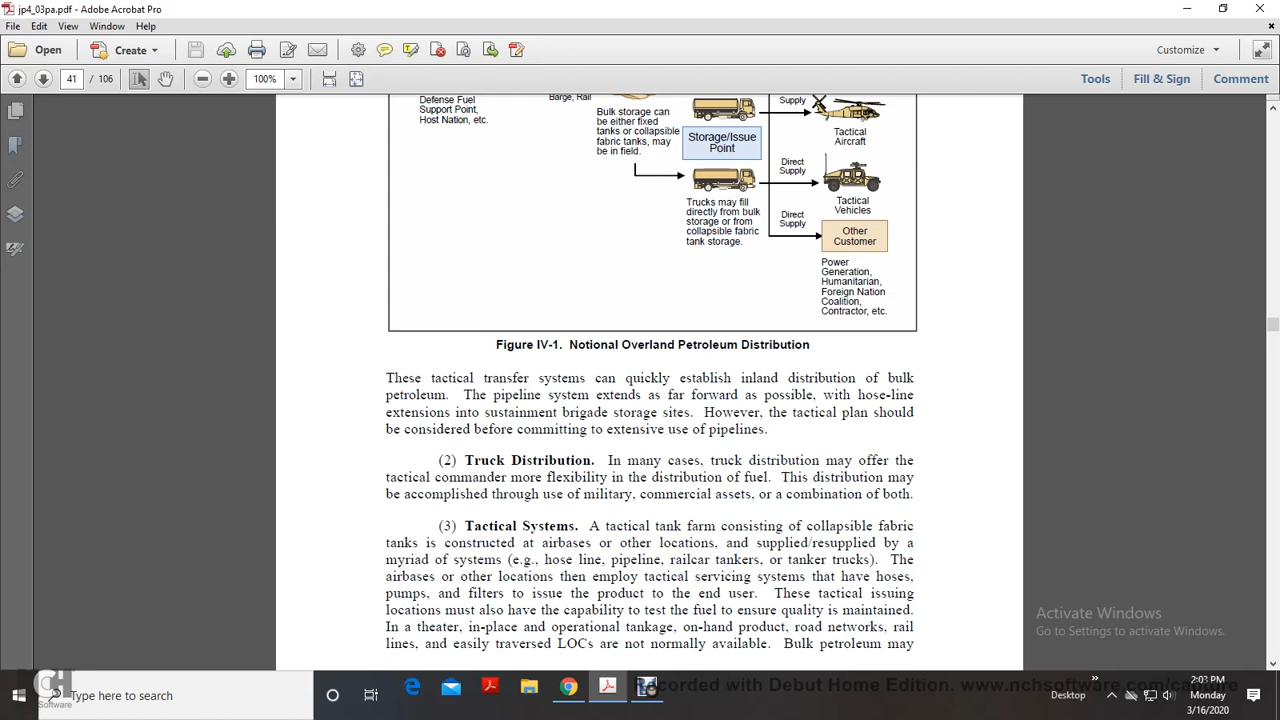 jp4_03pa.pdf - Adobe Acrobat Pro
File Edit View Window Help
Open Create Customize
41 / 106 100% Tools Fill & Sign Comment
Defense Fuel
Support Point,
Host Nation, etc.
Barge, Rail
Bulk storage can
be either fixed
tanks or collapsible
fabric tanks, may
be in field.
Storage/Issue
Point
Trucks may fill
directly from bulk
storage or from
collapsible fabric
tank storage.
Supply
Tactical
Aircraft
Direct
Supply
Tactical
Vehicles
Direct
Supply
Other
Customer
Power
Generation,
Humanitarian,
Foreign Nation
Coalition,
Contractor, etc.
Figure IV-1. Notional Overland Petroleum Distribution
These tactical transfer systems can quickly establish inland distribution of bulk
petroleum. The pipeline system extends as far forward as possible, with hose-line
extensions into sustainment brigade storage sites. However, the tactical plan should
be considered before committing to extensive use of pipelines.
(2) Truck Distribution. In many cases, truck distribution may offer the
tactical commander more flexibility in the distribution of fuel. This distribution may
be accomplished through use of military, commercial assets, or a combination of both.
(3) Tactical Systems. A tactical tank farm consisting of collapsible fabric
tanks is constructed at airbases or other locations, and supplied/resupplied by a
myriad of systems (e.g., hose line, pipeline, railcar tankers, or tanker trucks). The
airbases or other locations then employ tactical servicing systems that have hoses,
pumps, and filters to issue the product to the end user. These tactical issuing
locations must also have the capability to test the fuel to ensure quality is maintained.
In a theater, in-place and operational tankage, on-hand product, road networks, rail
lines, and easily traversed LOCs are not normally available. Bulk petroleum may
Activate Windows
Go to Settings to activate Windows.
NCH
Software
Type here to search
Recorded with Debut Home Edition. www.nchsoftware.com/capture
Desktop
2:03 PM
Monday
3/16/2020